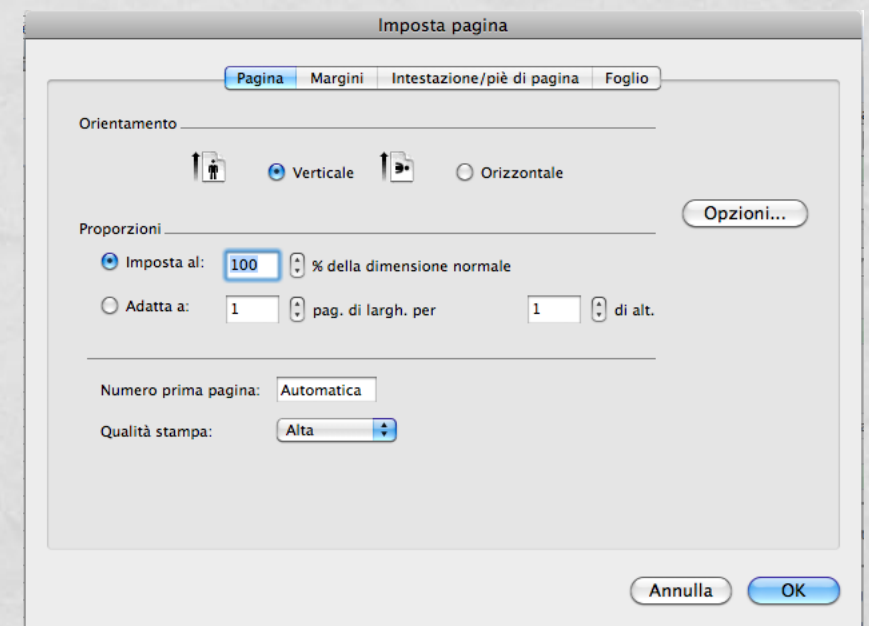 Imposta pagina
Pagina Margini Intestazione/piè di pagina Foglio
Orientamento
Verticale Orizzontale
Opzioni...
Proporzioni
Imposta al: 100 % della dimensione normale
Adatta a: 1 pag. di largh. per 1 di alt.
Numero prima pagina: Automatica
Qualità stampa: Alta
Annulla OK